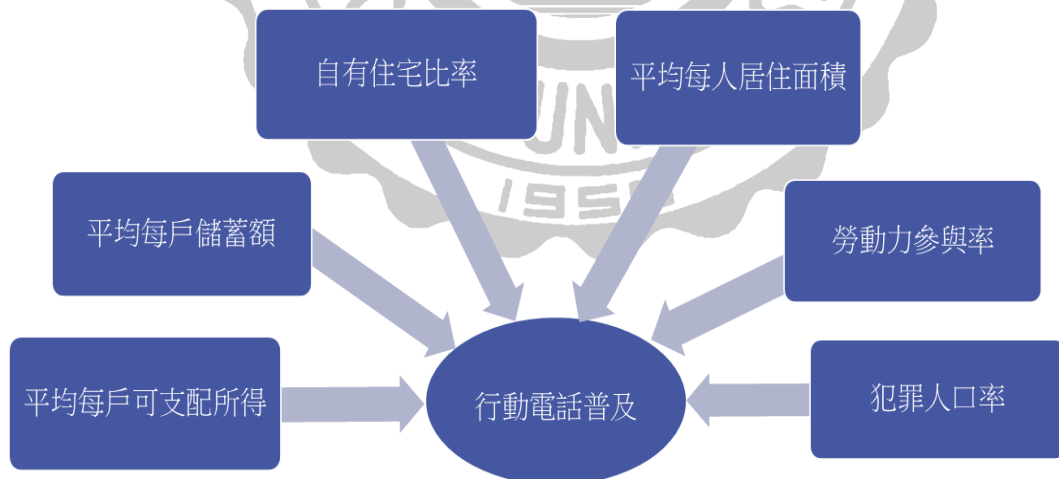 自有住宅比率
平均每人居住面積
平均每戶儲蓄額
勞動力參與率
平均每戶可支配所得
行動電話普及
犯罪人口率